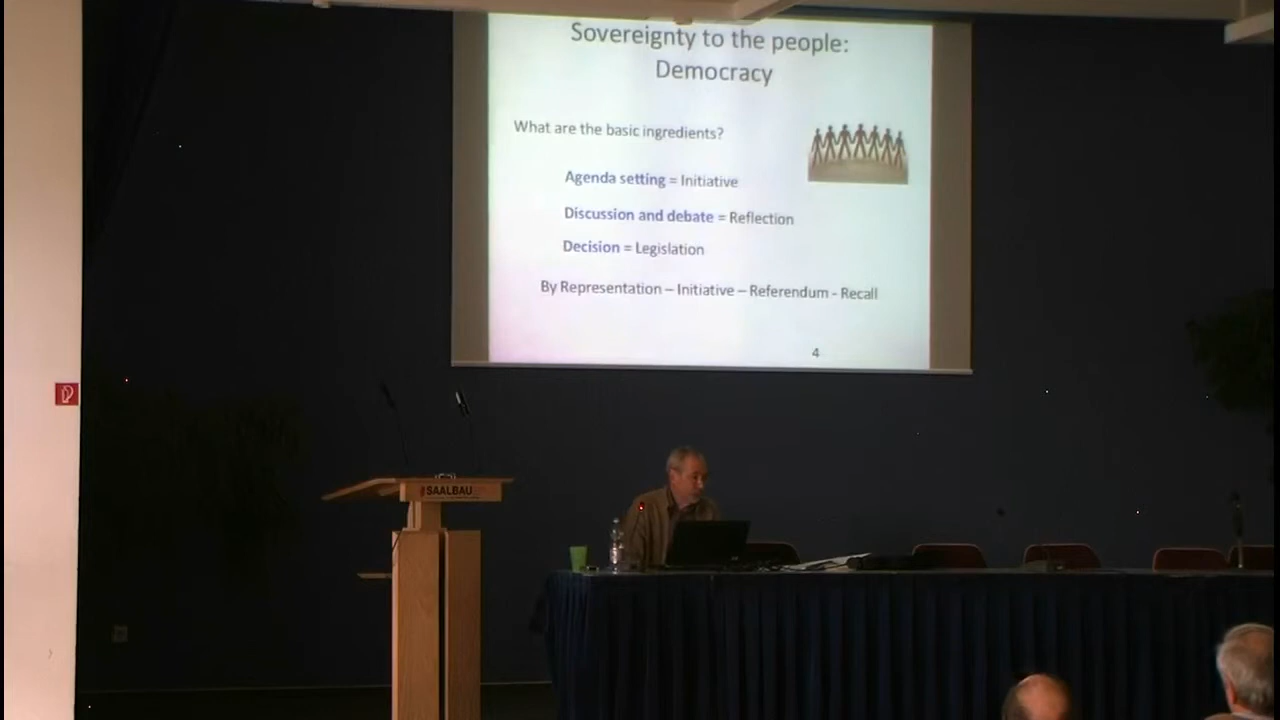 Sovereignty to the people:
Democracy
What are the basic ingredients?
Agenda setting = Initiative
Discussion and debate = Reflection
Decision = Legislation
By Representation – Initiative – Referendum - Recall
4
SAALBAU